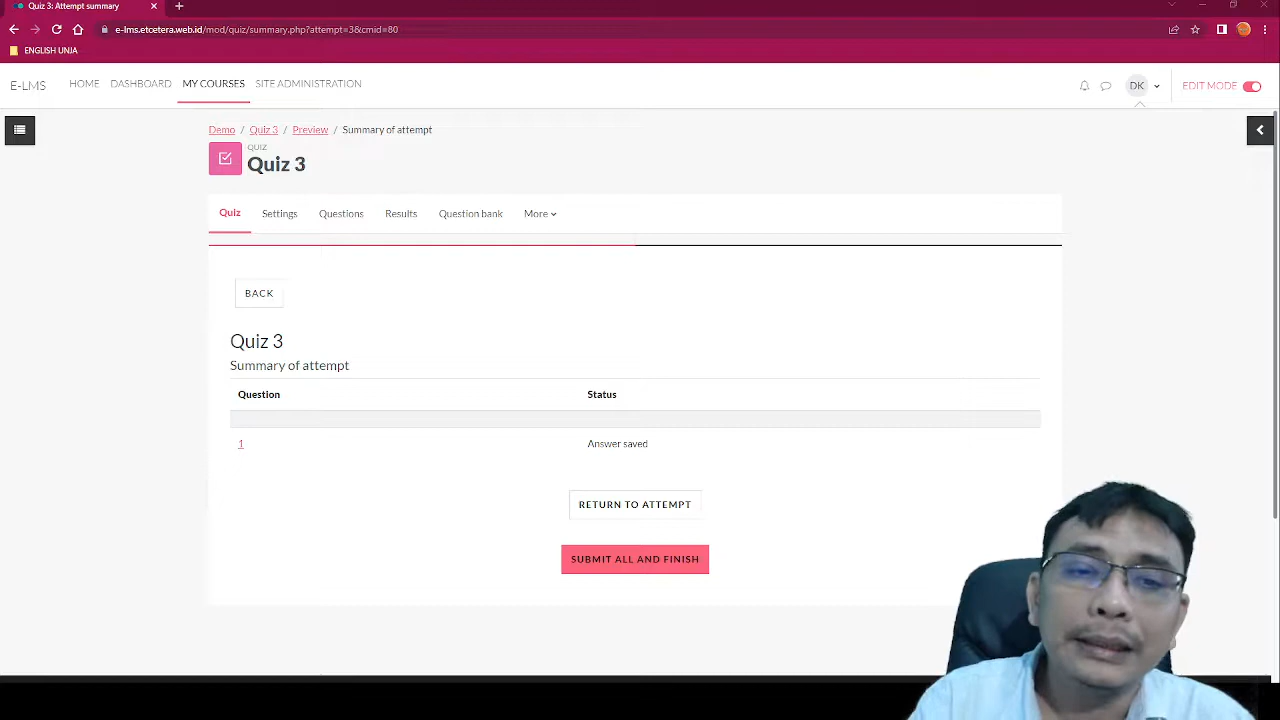 Quiz 3: Attempt summary
e-lms.etcetera.web.id/mod/quiz/summary.php?attempt=3&cmid=80
ENGLISH UNJA
E-LMS HOME DASHBOARD MY COURSES SITE ADMINISTRATION DK EDIT MODE
Demo / Quiz 3 / Preview / Summary of attempt
QUIZ
Quiz 3
Quiz Settings Questions Results Question bank More
BACK
Quiz 3
Summary of attempt
Question Status
1 Answer saved
RETURN TO ATTEMPT
SUBMIT ALL AND FINISH